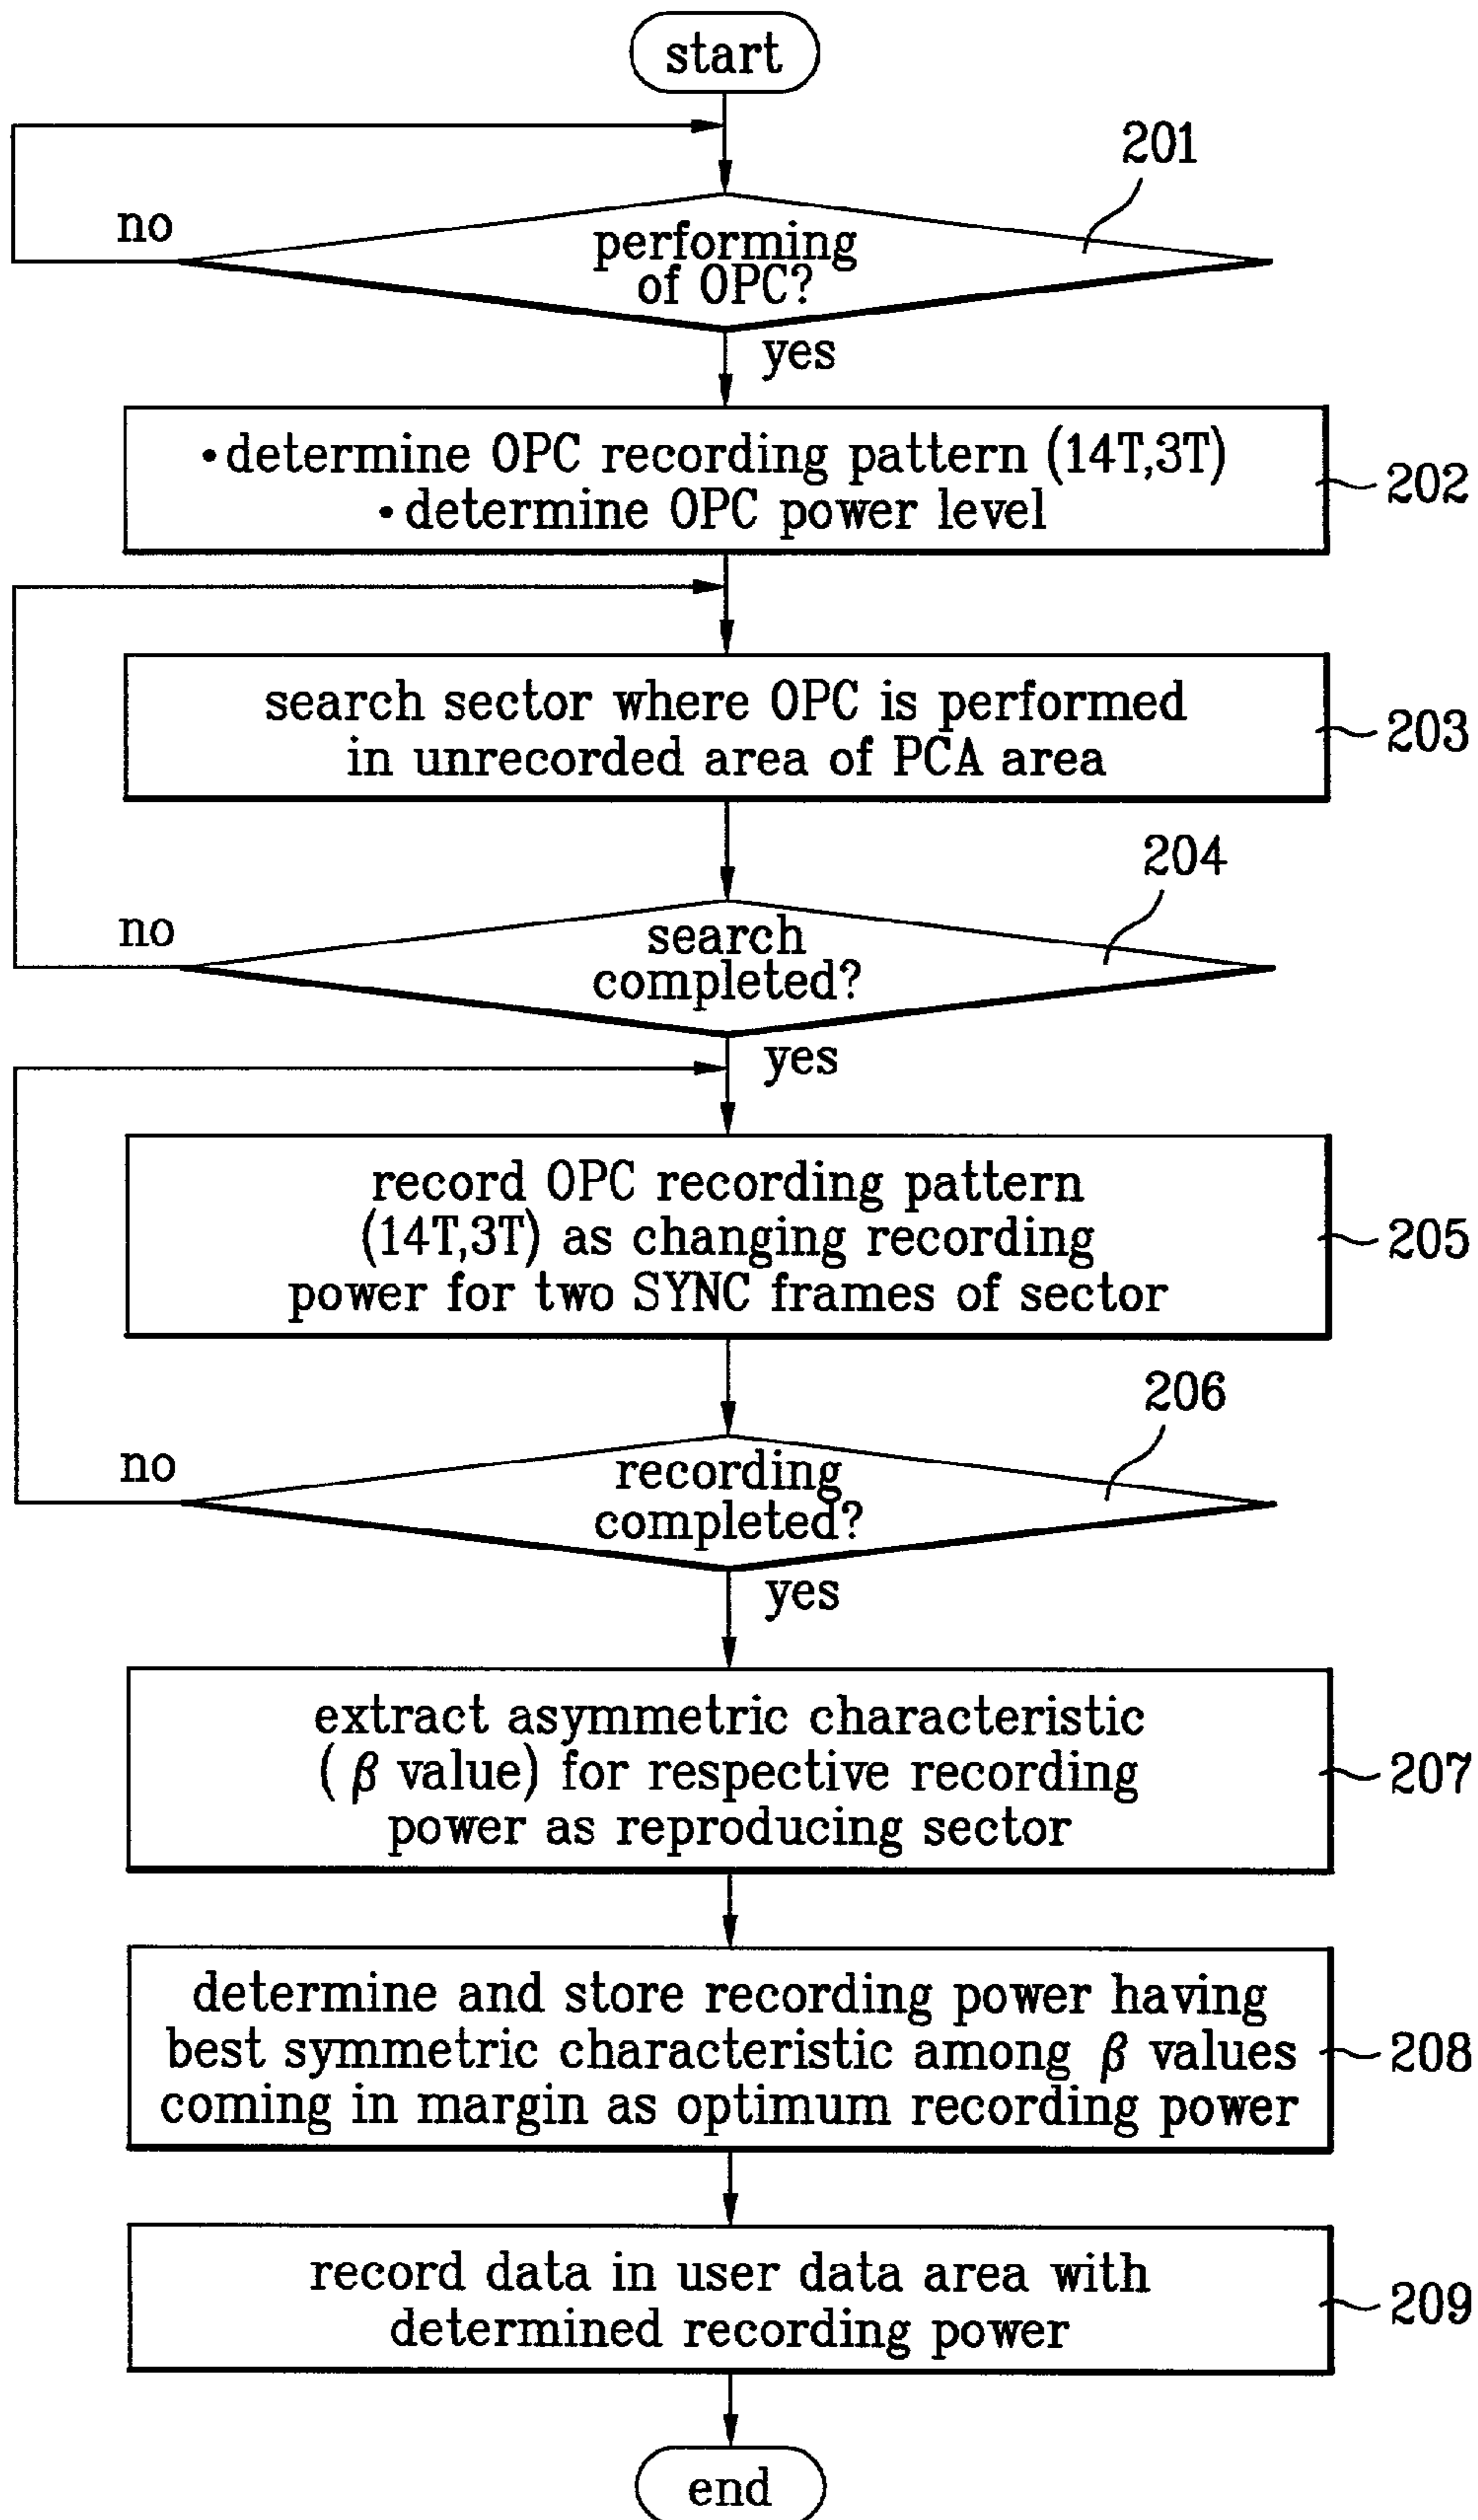 start
201
no
performing
of OPC?
yes
•determine OPC recording pattern (14T,3T)
•determine OPC power level
202
search sector where OPC is performed
in unrecorded area of PCA area
203
204
no
search
completed?
yes
record OPC recording pattern
(14T,3T) as changing recording
power for two SYNC frames of sector
205
206
no
recording
completed?
yes
extract asymmetric characteristic
( β value) for respective recording
power as reproducing sector
207
determine and store recording power having
best symmetric characteristic among β values
coming in margin as optimum recording power
208
record data in user data area with
determined recording power
209
end